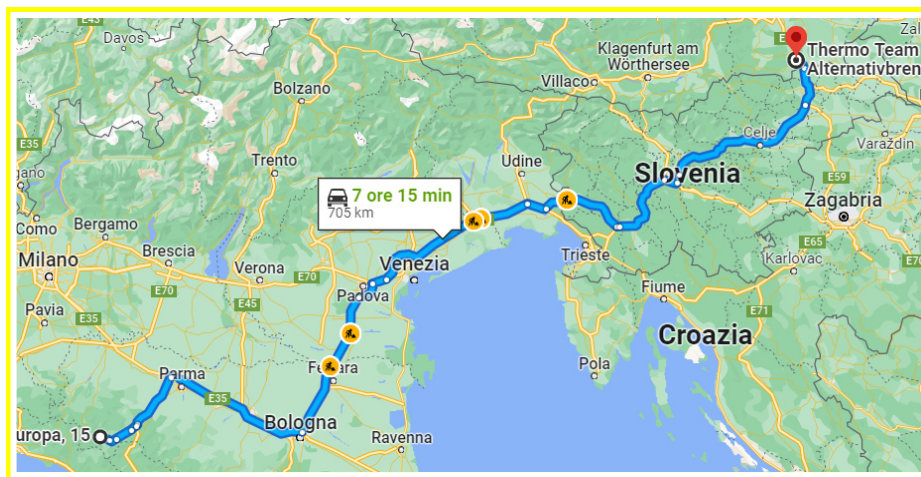 Davos
Zal
Klagenfurt am
Wörthersee
Thermo Team
Alternativbren
Villaco
Bolzano
E35
Celje
Varaždin
Trento
Udine
Slovenia
E59
Zagabria
7 ore 15 min
705 km
Como
Bergamo
Brescia
Verona
E70
Venezia
Trieste
E65
Karlovac
Milano
E70
E45
Padova
Fiume
Pavia
E35
E71
Croazia
Ferrara
Pola
Parma
E35
Bologna
Ravenna
uropa, 15